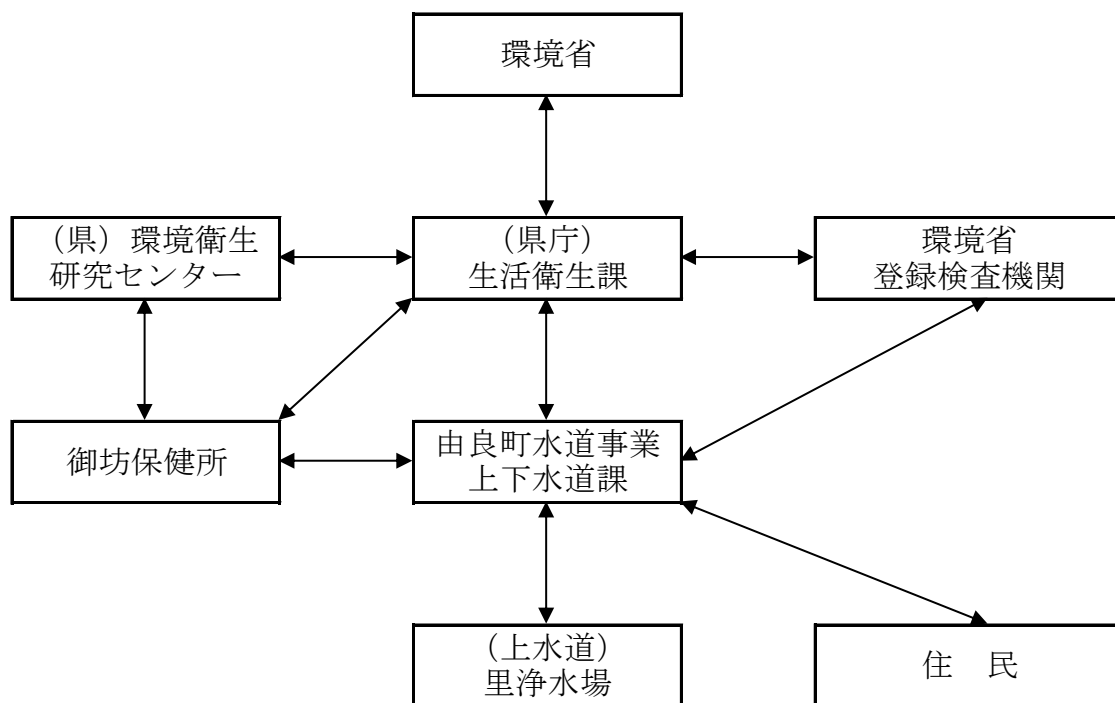 環境省
（県）環境衛生
研究センター
（県庁）
生活衛生課
環境省
登録検査機関
御坊保健所
由良町水道事業
上下水道課
（上水道）
里浄水場
住　民